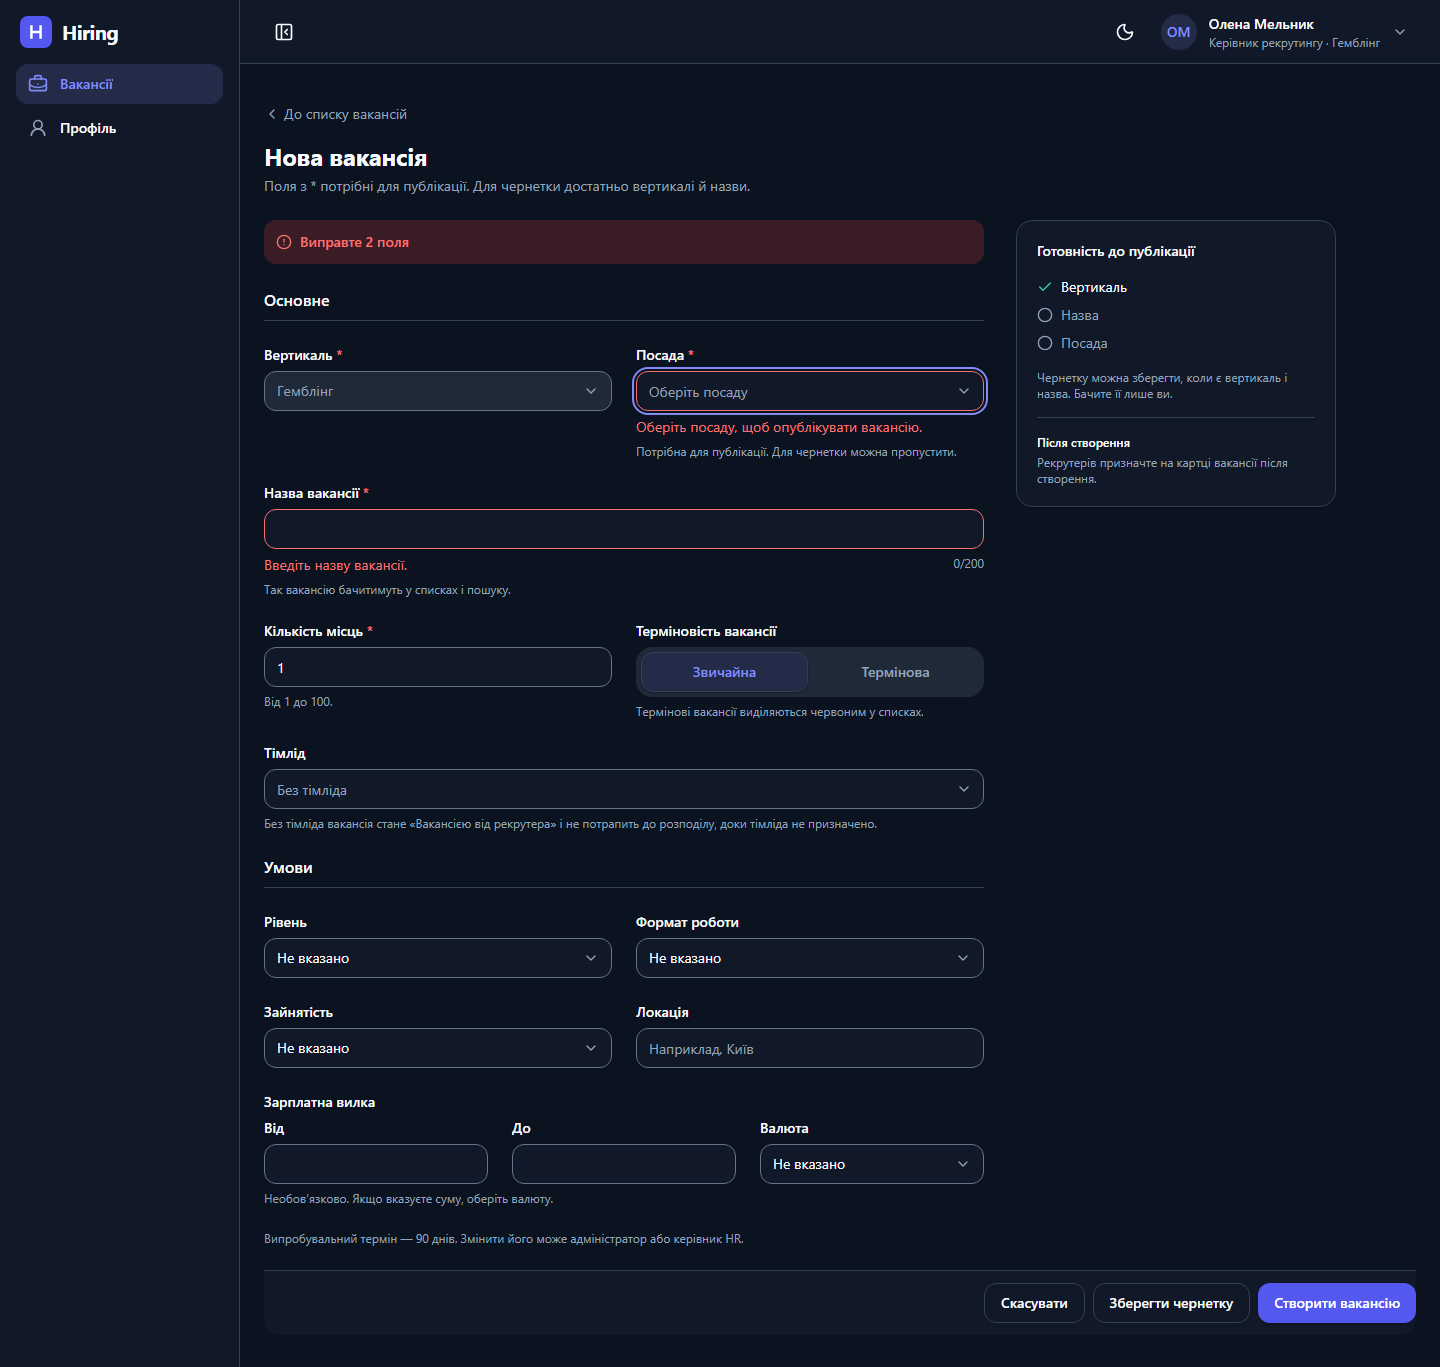 H Hiring
Вакансії
Профіль
ОМ
Олена Мельник
Керівник рекрутингу · Гемблінг
До списку вакансій
Нова вакансія
Поля з * потрібні для публікації. Для чернетки достатньо вертикалі й назви.
Виправте 2 поля
Основне
Вертикаль *
Гемблінг
Посада *
Оберіть посаду
Оберіть посаду, щоб опублікувати вакансію.
Потрібна для публікації. Для чернетки можна пропустити.
Назва вакансії *
Введіть назву вакансії.
0/200
Так вакансію бачитимуть у списках і пошуку.
Кількість місць *
1
Від 1 до 100.
Терміновість вакансії
Звичайна
Термінова
Термінові вакансії виділяються червоним у списках.
Тімлід
Без тімліда
Без тімліда вакансія стане «Вакансією від рекрутера» і не потрапить до розподілу, доки тімліда не призначено.
Умови
Рівень
Не вказано
Формат роботи
Не вказано
Зайнятість
Не вказано
Локація
Наприклад, Київ
Зарплатна вилка
Від
До
Валюта
Не вказано
Необов'язково. Якщо вказуєте суму, оберіть валюту.
Випробувальний термін — 90 днів. Змінити його може адміністратор або керівник HR.
Скасувати
Зберегти чернетку
Створити вакансію
Готовність до публікації
Вертикаль
Назва
Посада
Чернетку можна зберегти, коли є вертикаль і
назва. Бачите її лише ви.
Після створення
Рекрутерів призначте на картці вакансії після
створення.